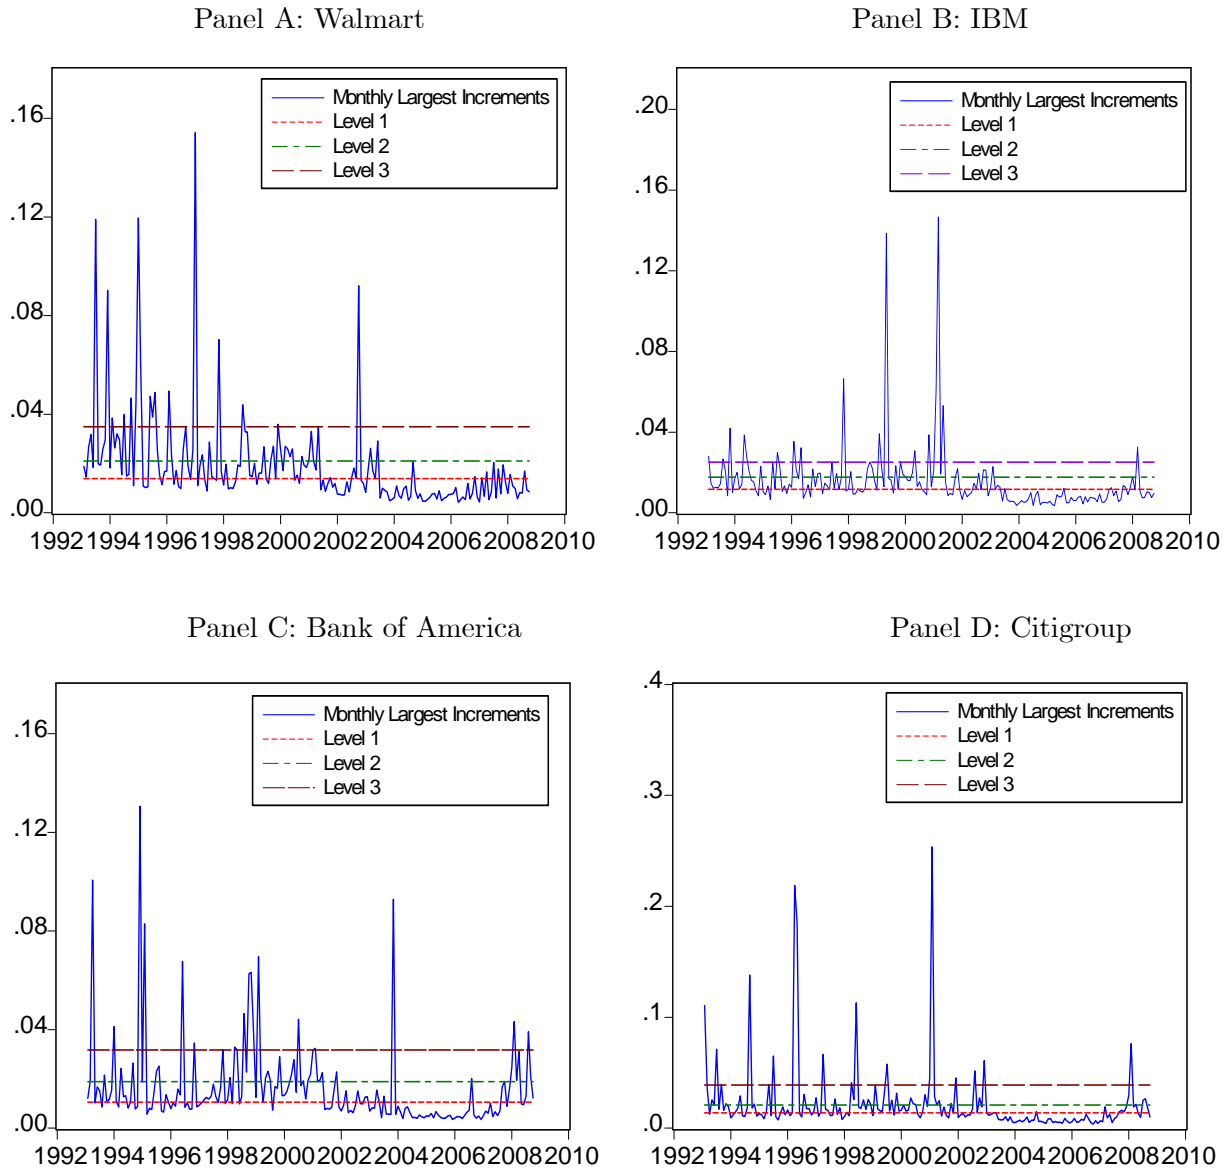 Panel A: Walmart
Monthly Largest Increments
Level 1
Level 2
Level 3
.16
.12
.08
.04
.00
1992 1994 1996 1998 2000 2002 2004 2006 2008 2010
Panel B: IBM
Monthly Largest Increments
Level 1
Level 2
Level 3
.20
.16
.12
.08
.04
.00
1992 1994 1996 1998 2000 2002 2004 2006 2008 2010
Panel C: Bank of America
Monthly Largest Increments
Level 1
Level 2
Level 3
.16
.12
.08
.04
.00
1992 1994 1996 1998 2000 2002 2004 2006 2008 2010
Panel D: Citigroup
Monthly Largest Increments
Level 1
Level 2
Level 3
.4
.3
.2
.1
.0
1992 1994 1996 1998 2000 2002 2004 2006 2008 2010